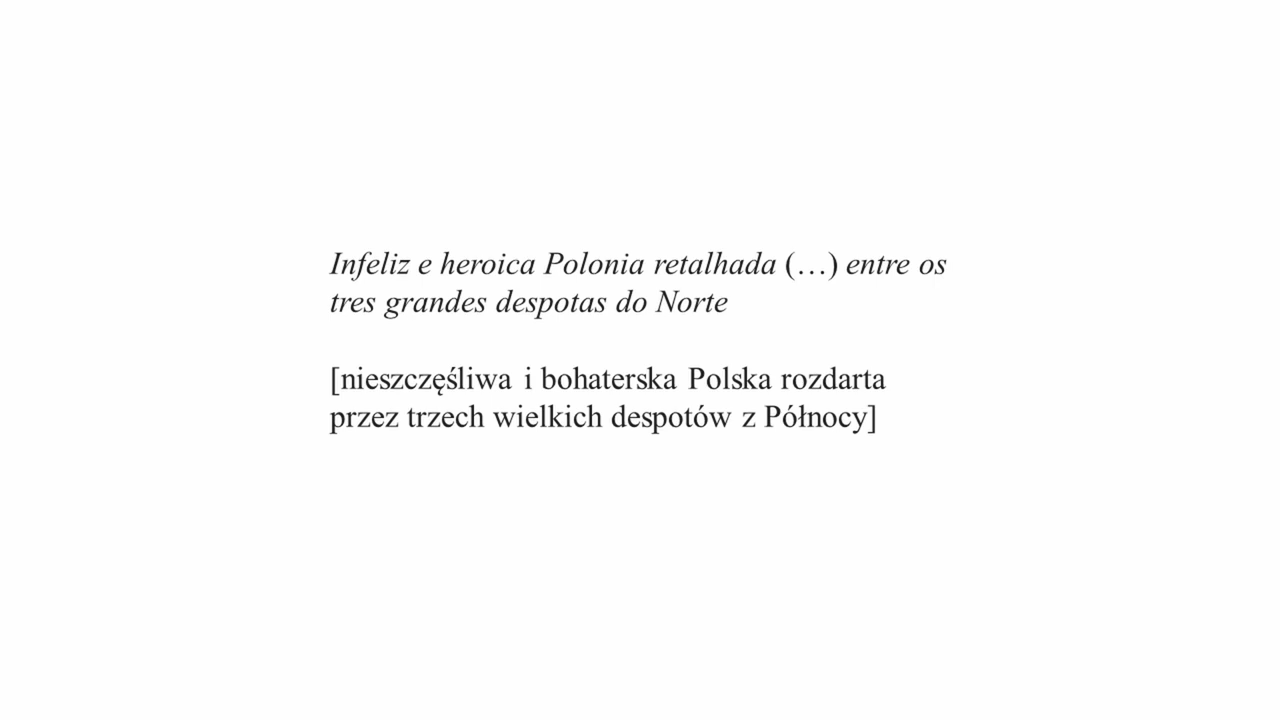 Infeliz e heroica Polonia retalhada (…) entre os
tres grandes despotas do Norte
[nieszczęśliwa i bohaterska Polska rozdarta
przez trzech wielkich despotów z Północy]